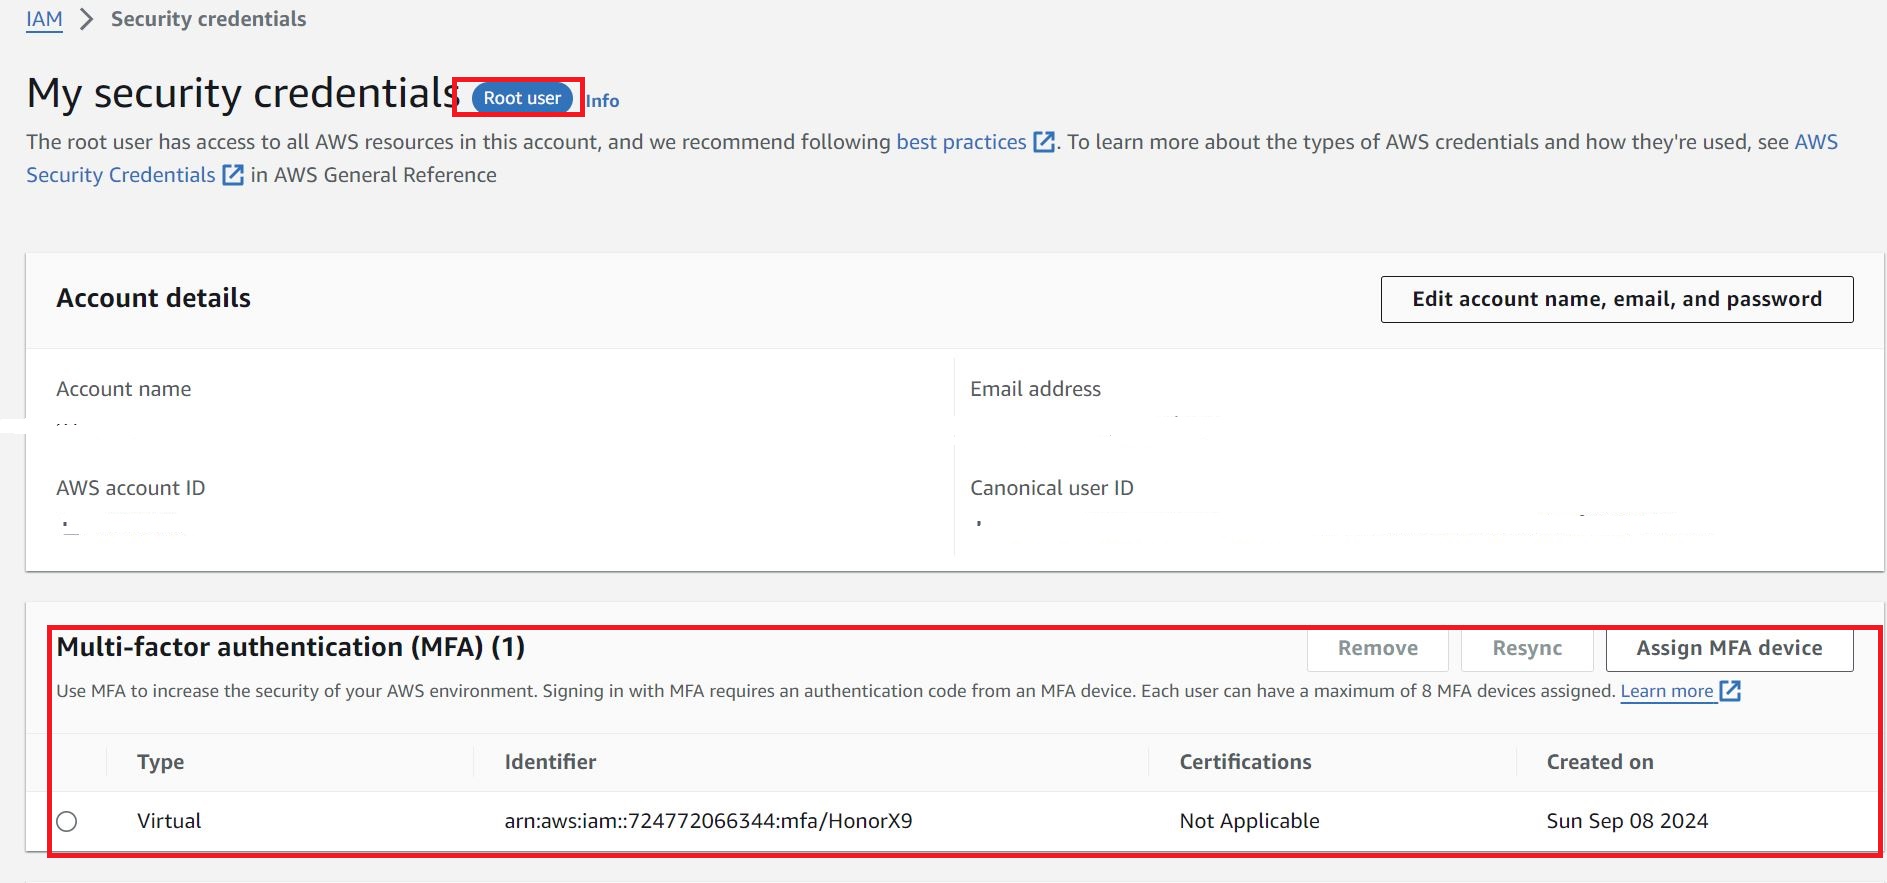 IAM > Security credentials
My security credentials Root user Info
The root user has access to all AWS resources in this account, and we recommend following best practices. To learn more about the types of AWS credentials and how they're used, see AWS
Security Credentials in AWS General Reference
Account details Edit account name, email, and password
Account name Email address
AWS account ID Canonical user ID
Multi-factor authentication (MFA) (1) Remove Resync Assign MFA device
Use MFA to increase the security of your AWS environment. Signing in with MFA requires an authentication code from an MFA device. Each user can have a maximum of 8 MFA devices assigned. Learn more
Type Identifier Certifications Created on
Virtual arn:aws:iam::724772066344:mfa/HonorX9 Not Applicable Sun Sep 08 2024